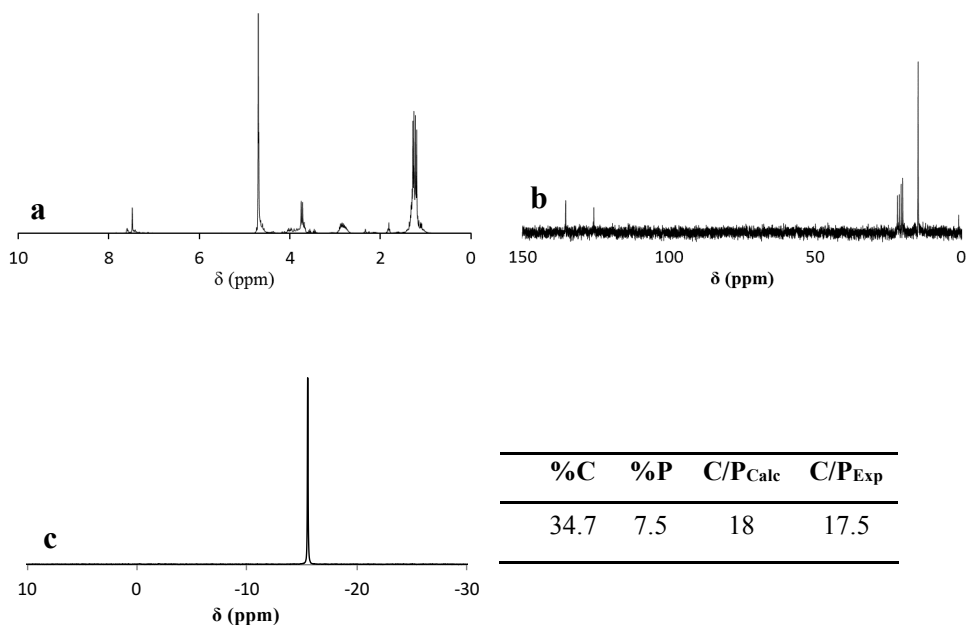 a
10 8 6 4 2 0
δ (ppm)
b
150 100 50 0
δ (ppm)
c
10 0 -10 -20 -30
δ (ppm)
%C %P C/PCalc C/PExp
34.7 7.5 18 17.5